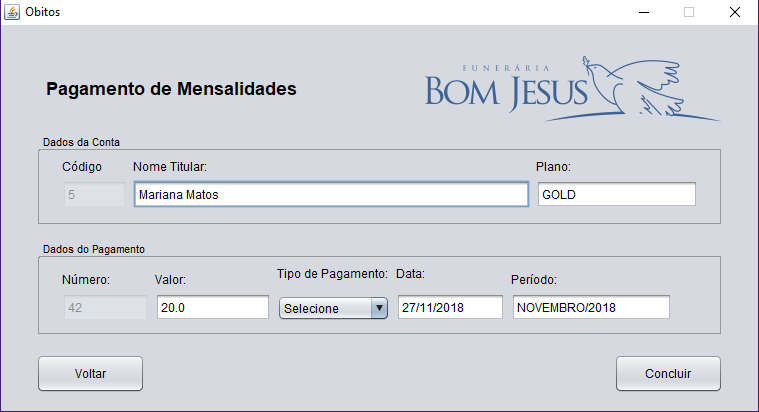 Obitos
FUNERÁRIA
BOM JESUS
Pagamento de Mensalidades
Dados da Conta
Código Nome Titular: Plano:
5 Mariana Matos GOLD
Dados do Pagamento
Número: Valor: Tipo de Pagamento: Data: Período:
42 20.0 Selecione 27/11/2018 NOVEMBRO/2018
Voltar Concluir